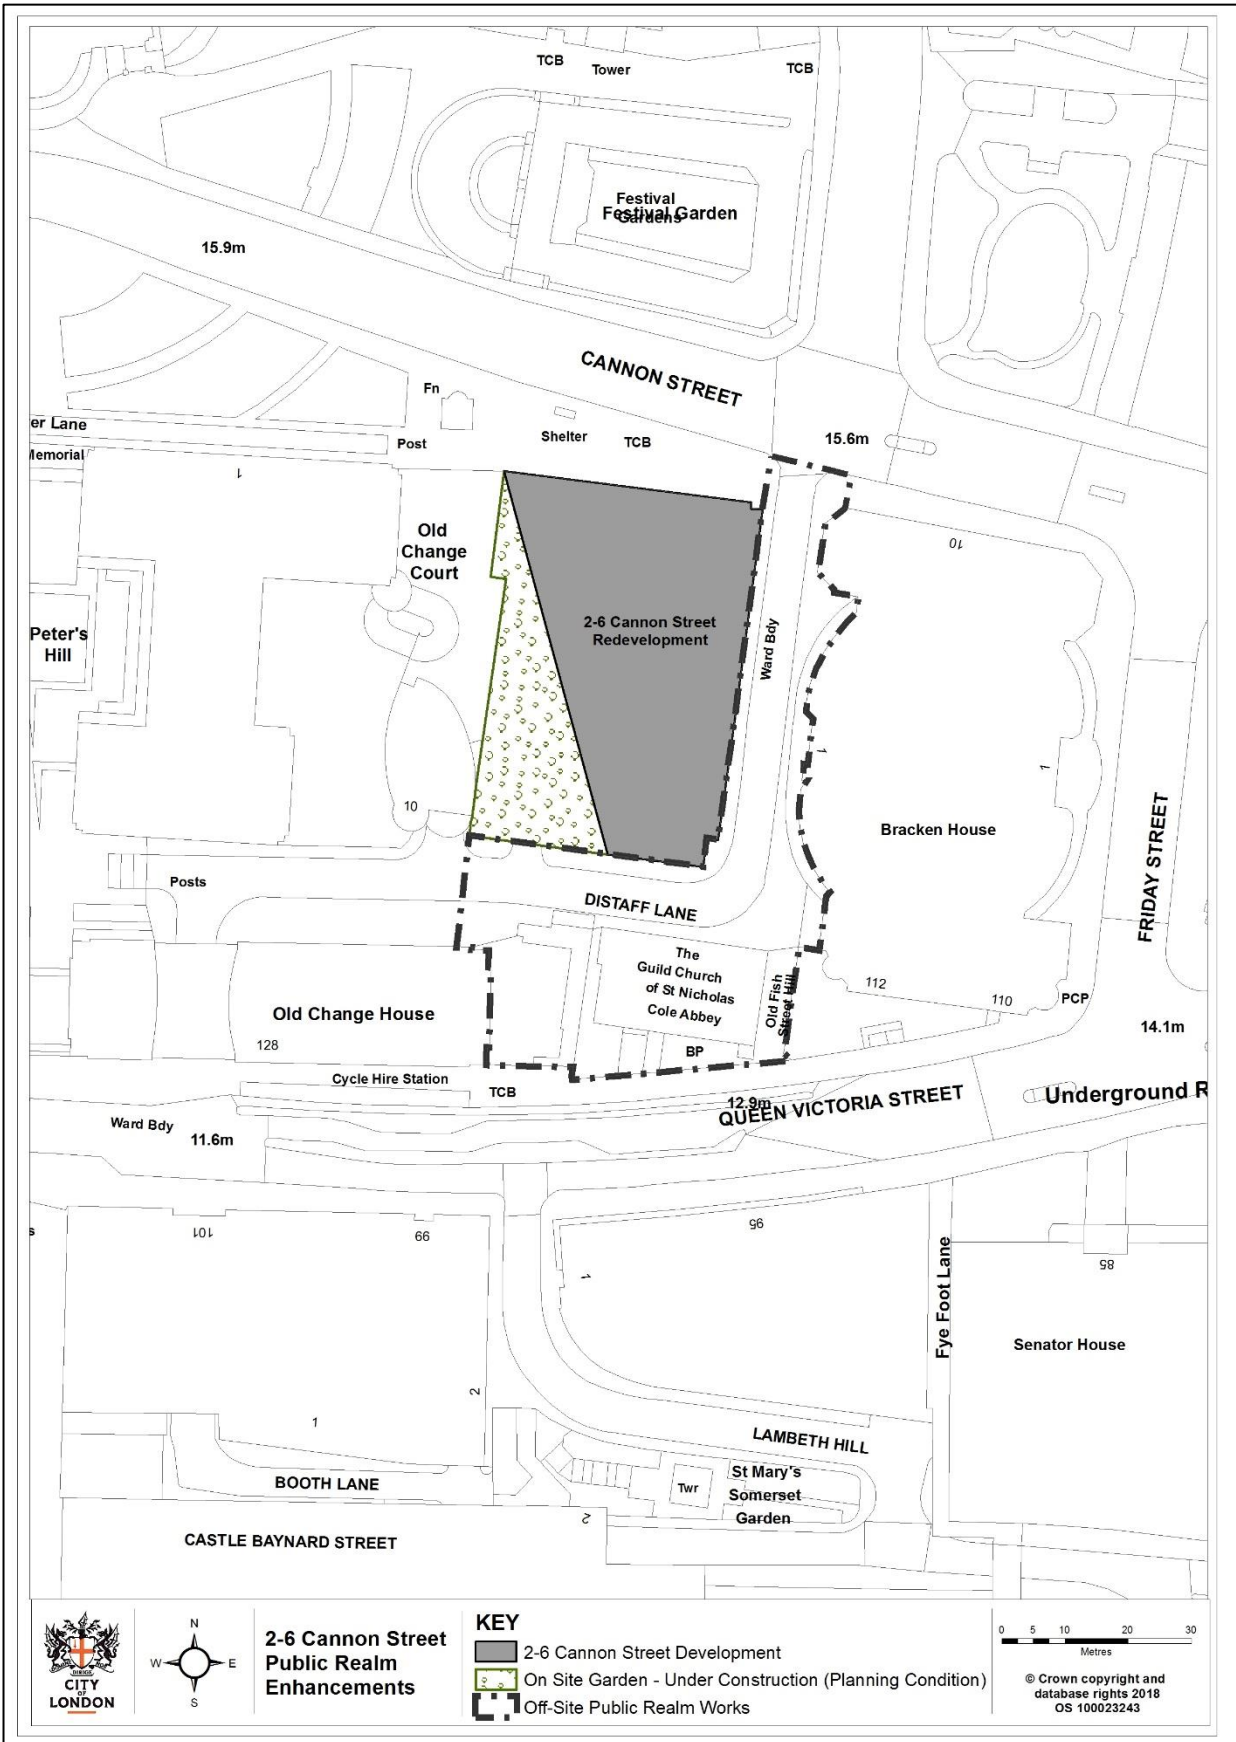 TCB
Tower
TCB
Festival
Gardens
Festival Garden
15.9m
CANNON STREET
Fn
er Lane
Post
Shelter
TCB
15.6m
Memorial
1
Old
Change
Court
10
2-6 Cannon Street
Redevelopment
Peter's
Hill
Ward Bdy
1
1
10
Bracken House
FRIDAY STREET
Posts
DISTAFF LANE
The
Guild Church
of St Nicholas
Cole Abbey
Old Fish
Street Hill
112
110
PCP
Old Change House
14.1m
128
BP
Cycle Hire Station
TCB
12.9m
QUEEN VICTORIA STREET
Underground R
Ward Bdy
11.6m
s
101
99
95
85
1
Fye Foot Lane
Senator House
2
1
LAMBETH HILL
BOOTH LANE
Twr
St Mary's
Somerset
Garden
2
CASTLE BAYNARD STREET
DIRIGE
CITY
OF
LONDON
N
W
E
S
2-6 Cannon Street
Public Realm
Enhancements
KEY
2-6 Cannon Street Development
On Site Garden - Under Construction (Planning Condition)
Off-Site Public Realm Works
0 5 10 20 30
Metres
© Crown copyright and
database rights 2018
OS 100023243